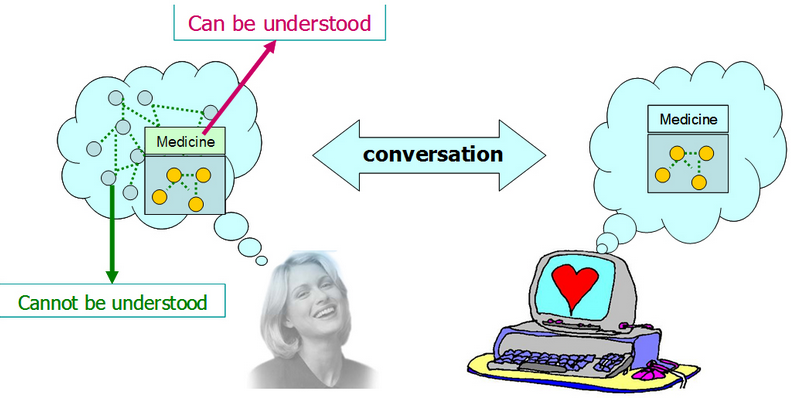 Can be understood
Medicine
Medicine
conversation
Cannot be understood